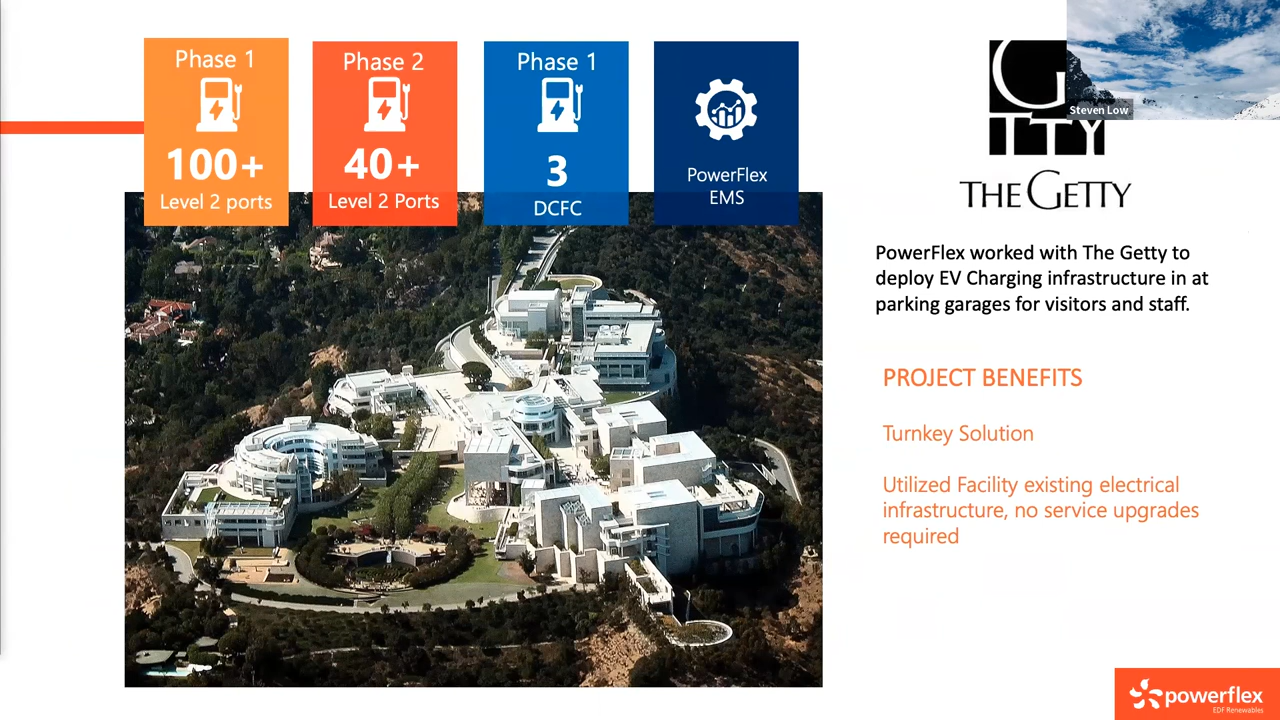 Phase 1
100+
Level 2 ports
Phase 2
40+
Level 2 Ports
Phase 1
3
DCFC
PowerFlex
EMS
Steven Low
G
ETTY
THE GETTY
PowerFlex worked with The Getty to
deploy EV Charging infrastructure in at
parking garages for visitors and staff.
PROJECT BENEFITS
Turnkey Solution
Utilized Facility existing electrical
infrastructure, no service upgrades
required
powerflex
EDF Renewables